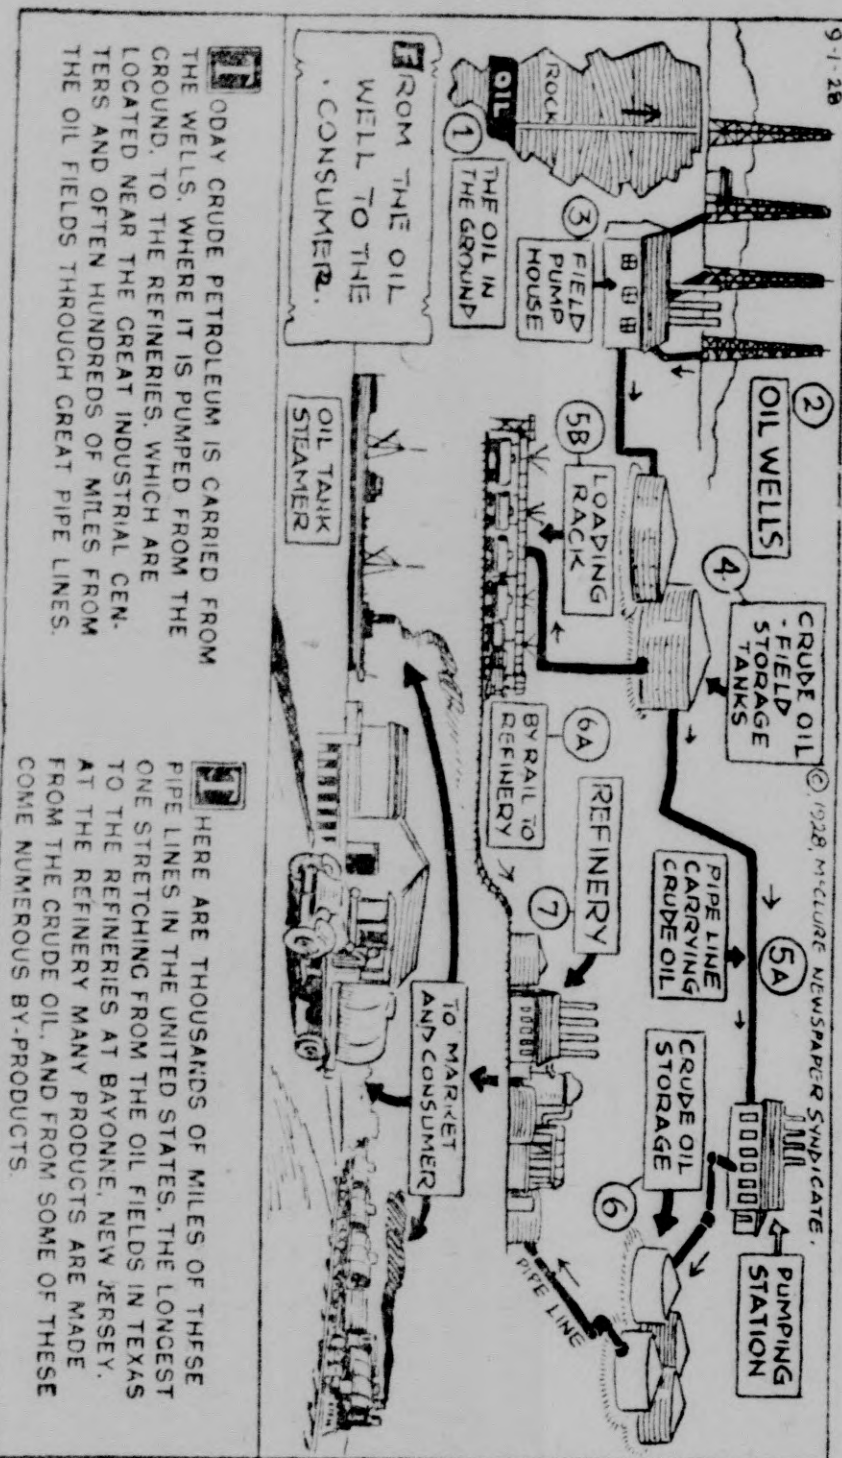 9-1-28
© 1928, McCLURE NEWSPAPER SYNDICATE.
FROM THE OIL
WELL TO THE
· CONSUMER.
OIL
ROCK
1
THE OIL IN
THE GROUND
2
OIL WELLS
3
FIELD
PUMP
HOUSE
4
CRUDE OIL
-FIELD
STORAGE
TANKS
5A
PIPE LINE
CARRYING
CRUDE OIL
PUMPING
STATION
5B
LOADING
RACK
6A
BY RAIL TO
REFINERY
6
CRUDE OIL
STORAGE
PIPE LINE
7
REFINERY
TO MARKET
AND CONSUMER
OIL TANK
STEAMER
TODAY CRUDE PETROLEUM IS CARRIED FROM
THE WELLS, WHERE IT IS PUMPED FROM THE
GROUND, TO THE REFINERIES, WHICH ARE
LOCATED NEAR THE GREAT INDUSTRIAL CEN-
TERS AND OFTEN HUNDREDS OF MILES FROM
THE OIL FIELDS THROUGH GREAT PIPE LINES.
THERE ARE THOUSANDS OF MILES OF THESE
PIPE LINES IN THE UNITED STATES, THE LONGEST
ONE STRETCHING FROM THE OIL FIELDS IN TEXAS
TO THE REFINERIES AT BAYONNE, NEW JERSEY.
AT THE REFINERY MANY PRODUCTS ARE MADE
FROM THE CRUDE OIL, AND FROM SOME OF THESE
COME NUMEROUS BY-PRODUCTS.